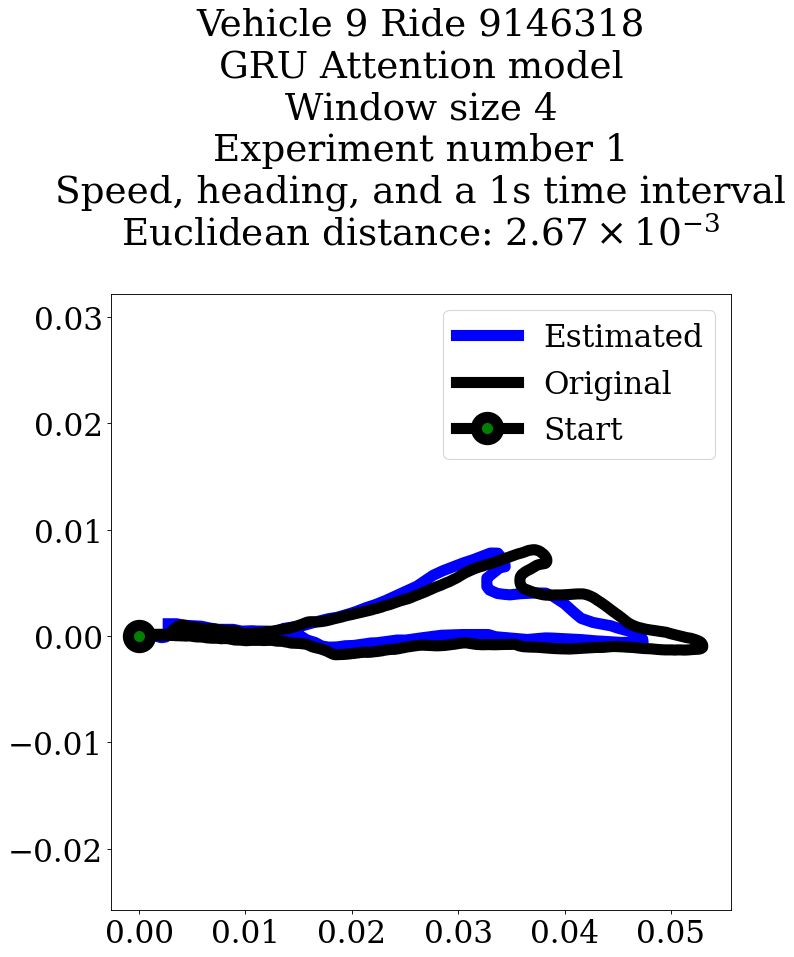 Vehicle 9 Ride 9146318
GRU Attention model
Window size 4
Experiment number 1
Speed, heading, and a 1s time interval
Euclidean distance: 2.67 × 10⁻³
Estimated
Original
Start
0.03
0.02
0.01
0.00
−0.01
−0.02
0.00 0.01 0.02 0.03 0.04 0.05